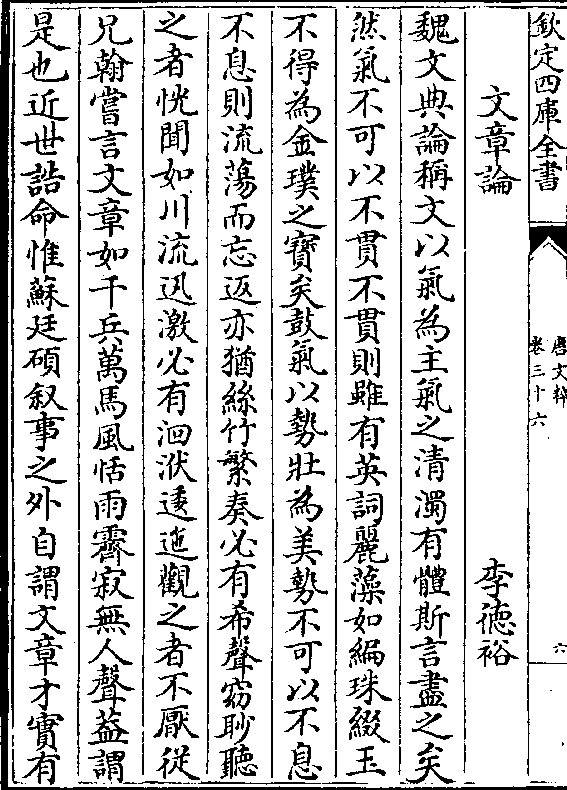 欽定四庫全書
唐文粹
卷三十六
六
文章論
李德裕
魏文典論稱文以氣為主氣之清濁有體斯言盡之矣
然氣不可以不貫不貫則雖有英詞麗藻如編珠綴玉
不得為金璞之寶矣鼓氣以勢壯為美勢不可以不息
不息則流蕩而忘返亦猶絲竹繁奏必有希聲窈眇聽
之者恱聞如川流迅激必有洄洑逶迤觀之者不厭從
兄翰嘗言文章如千兵萬馬風恬雨霽寂無人聲葢謂
是也近世誥命惟蘇廷碩叙事之外自謂文章才實有